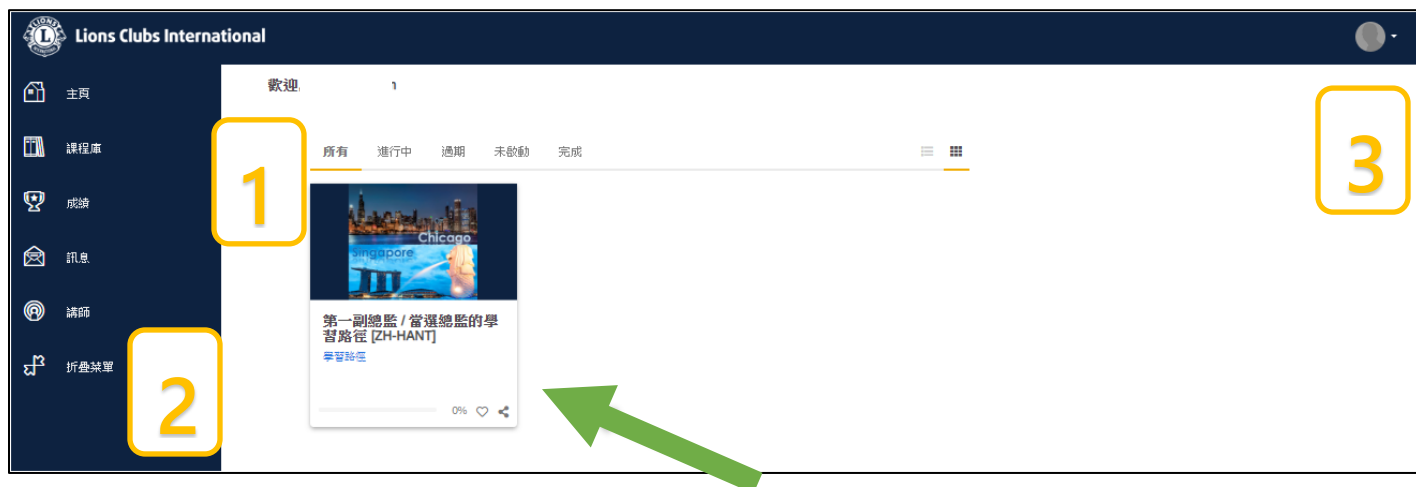 Lions Clubs International
主頁
課程庫
成績
訊息
講師
折疊菜單
歡迎
1
2
3
所有 進行中 過期 未啟動 完成
Chicago
Singapore
第一副總監 / 當選總監的學
習路徑 [ZH-HANT]
學習路徑
0%